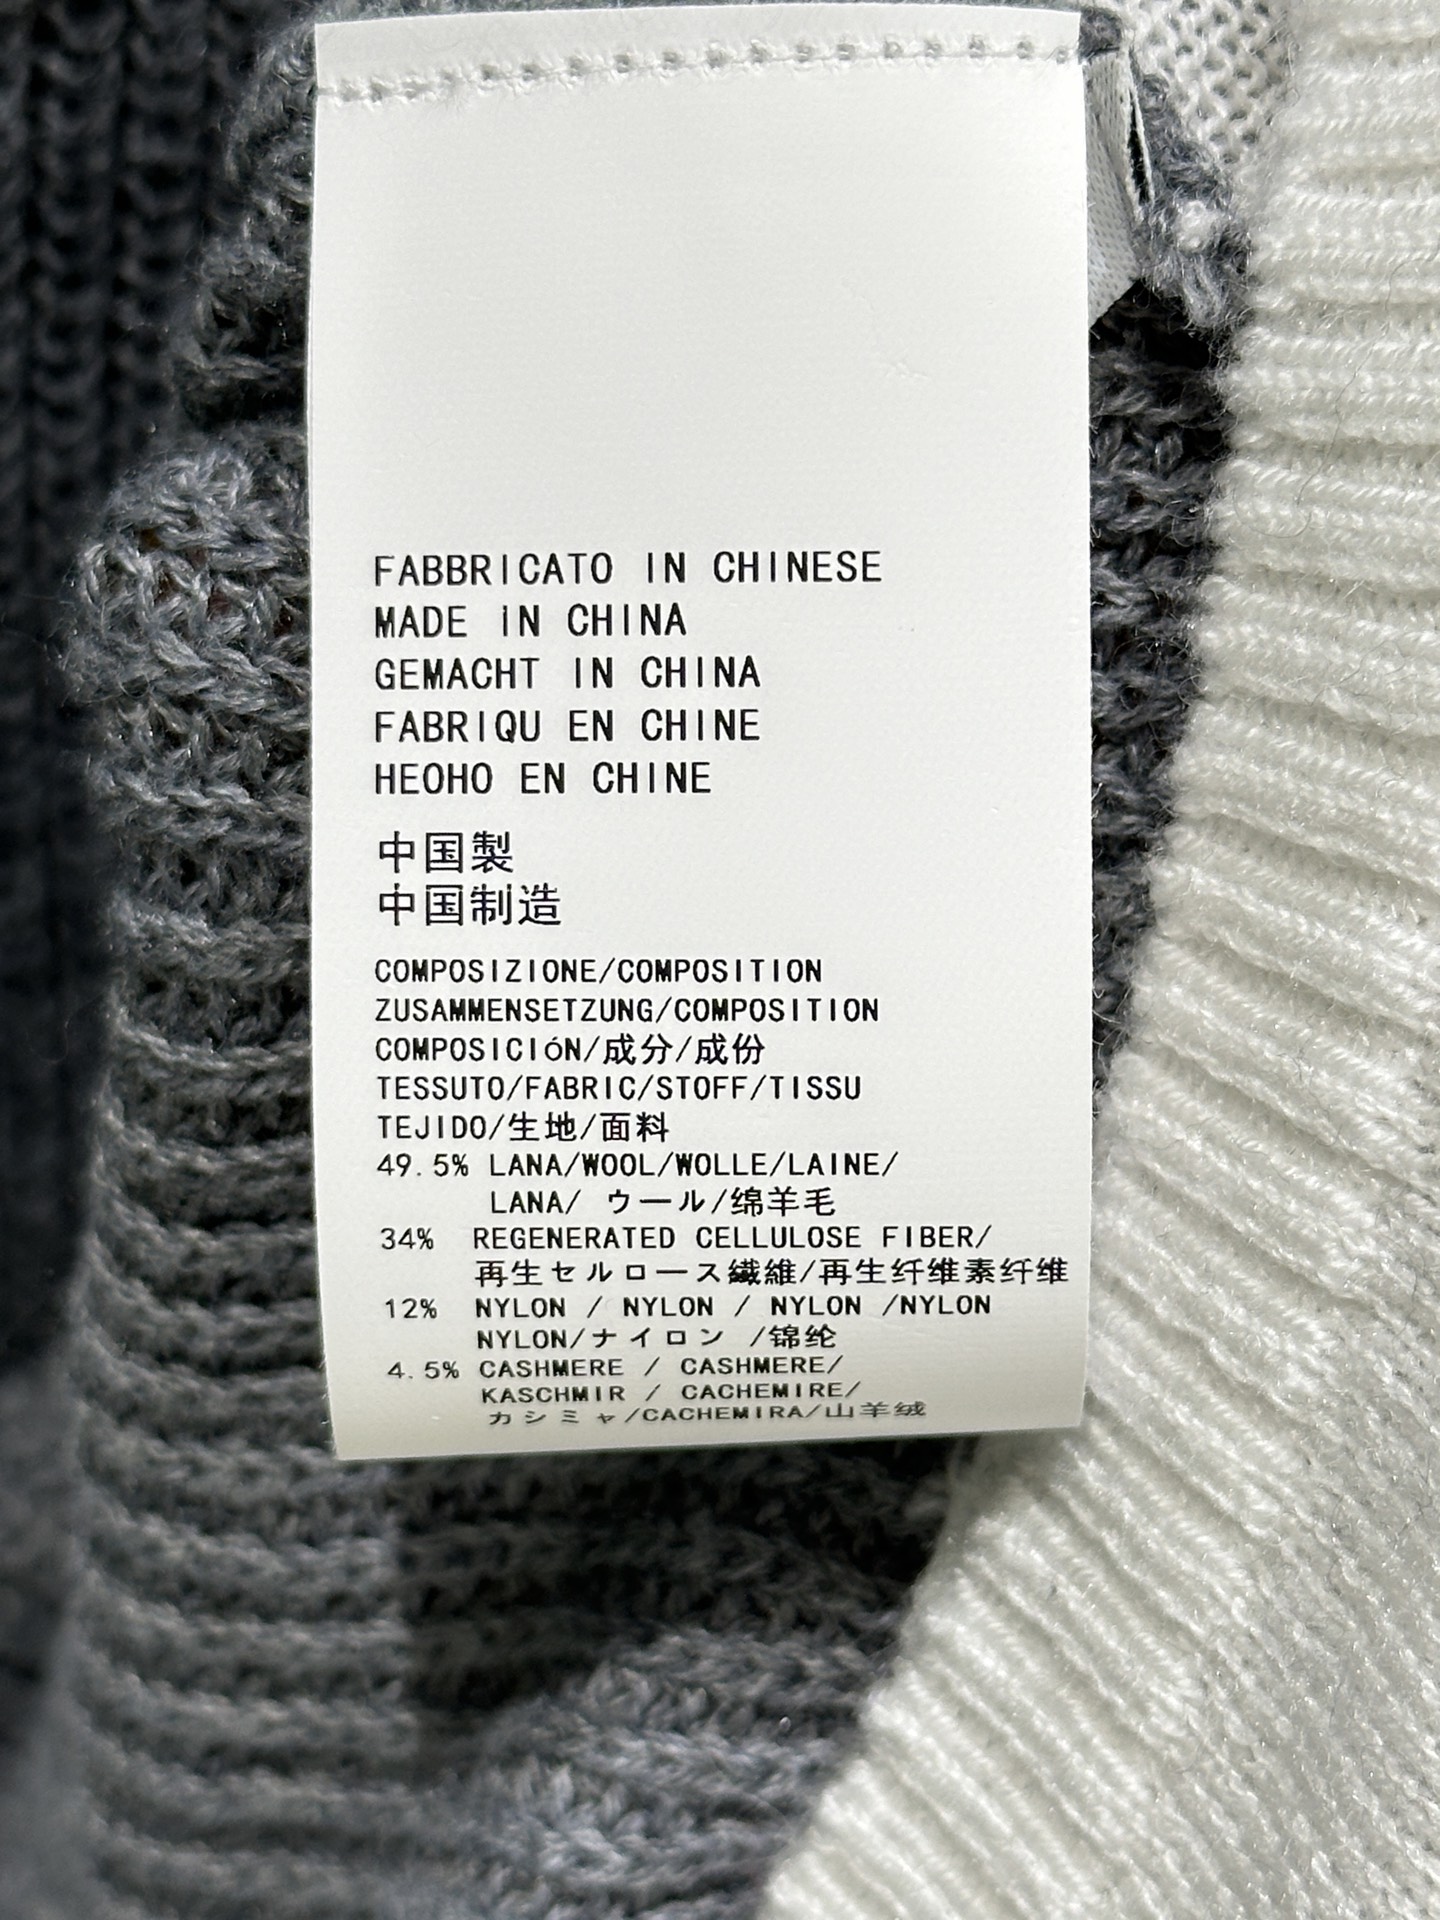 FABBRICATO IN CHINESE
MADE iN CHINA
GEMACHT IN CHINA
FABRIQU EN CHINE
HEOHO EN CHINE
中国製
中国制造
COMPOSIZIONE/COMPOSITION
ZUSAMMENSETZUNG/COMPOSITION
COMPOSICIóN/成分/成份
TESSUTO/FABRIC/STOFF/TISSU
TEJIDO/生地/面料
49.5% LANA/WOOL/WOLLE/LAINE/
LANA/ ウール/绵羊毛
34% REGENERATED CELLULOSE FIBER/
再生セルロース繊維/再生纤维素纤维
12% NYLON / NYLON / NYLON /NYLON
NYLON/ナイロン /锦纶
4.5% CASHMERE / CASHMERE/
KASCHMIR / CACHEMIRE/
カシミャ/CACHEMIRA/山羊绒